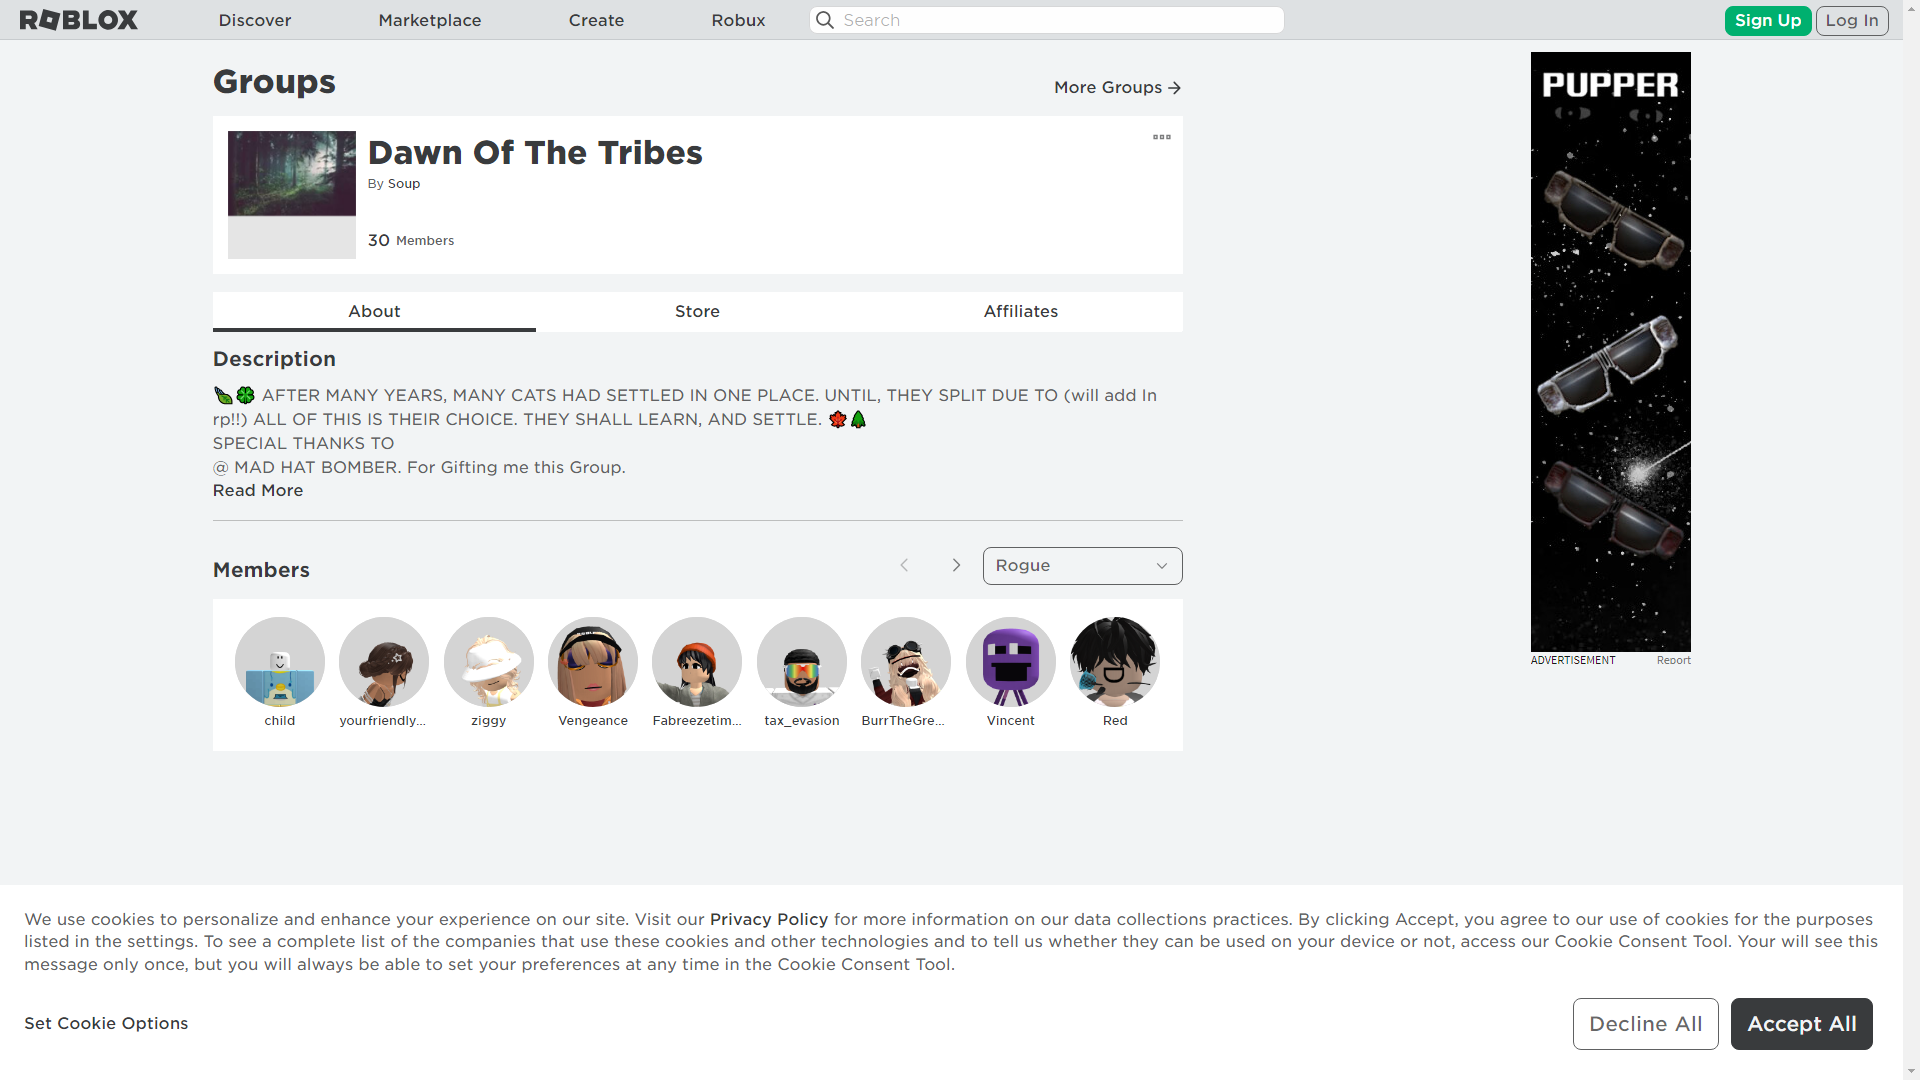 ROBLOX
Discover
Marketplace
Create
Robux
Search
Sign Up
Log In
Groups
More Groups
Dawn Of The Tribes
By Soup
30 Members
About
Store
Affiliates
Description
🍃🍀 AFTER MANY YEARS, MANY CATS HAD SETTLED IN ONE PLACE. UNTIL, THEY SPLIT DUE TO (will add In
rp!!) ALL OF THIS IS THEIR CHOICE. THEY SHALL LEARN, AND SETTLE. 🍁🌲
SPECIAL THANKS TO
@ MAD HAT BOMBER. For Gifting me this Group.
Read More
Members
Rogue
child
yourfriendly...
ziggy
Vengeance
Fabreezetim...
tax_evasion
BurrTheGre...
Vincent
Red
PUPPER
ADVERTISEMENT
Report
We use cookies to personalize and enhance your experience on our site. Visit our Privacy Policy for more information on our data collections practices. By clicking Accept, you agree to our use of cookies for the purposes
listed in the settings. To see a complete list of the companies that use these cookies and other technologies and to tell us whether they can be used on your device or not, access our Cookie Consent Tool. Your will see this
message only once, but you will always be able to set your preferences at any time in the Cookie Consent Tool.
Set Cookie Options
Decline All
Accept All